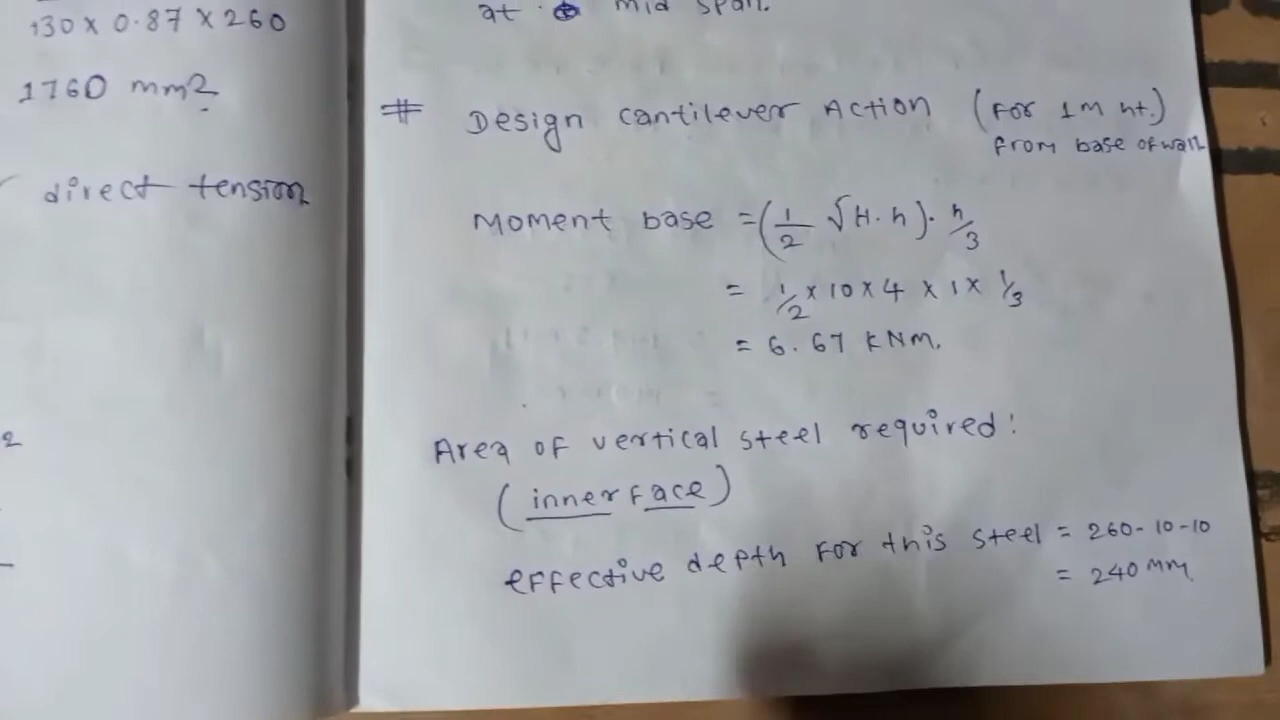 130 x 0.87 x 260
1760 mm2
direct tension
2
at mid span.
# Design cantilever Action (For 1m ht.)
from base of wall
Moment base = (1/2 √H.h). h/3
= 1/2 x 10 x 4 x 1 x 1/3
= 6.67 kNm.
Area of vertical steel required:
(inner face)
effective depth for this steel = 260-10-10
= 240 mm